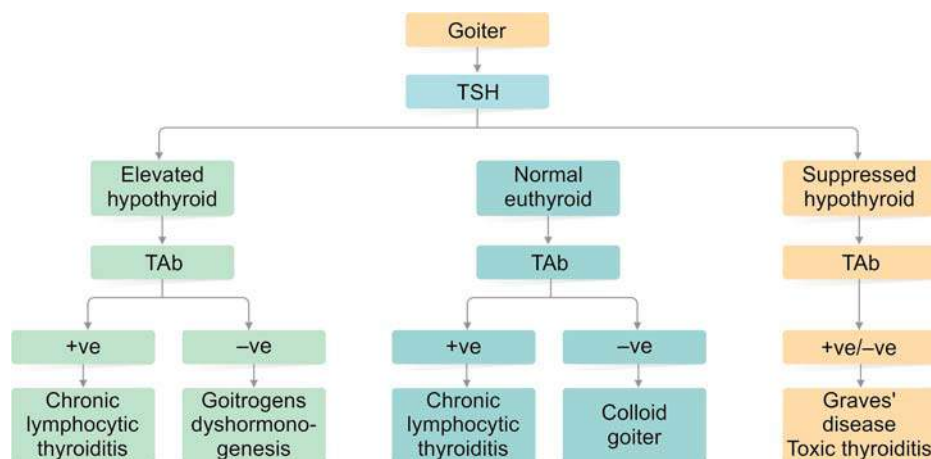 Goiter
TSH
Elevated
hypothyroid
Normal
euthyroid
Suppressed
hypothyroid
TAb
TAb
TAb
+ve
–ve
+ve
–ve
+ve/–ve
Chronic
lymphocytic
thyroiditis
Goitrogens
dyshormono-
genesis
Chronic
lymphocytic
thyroiditis
Colloid
goiter
Graves'
disease
Toxic thyroiditis